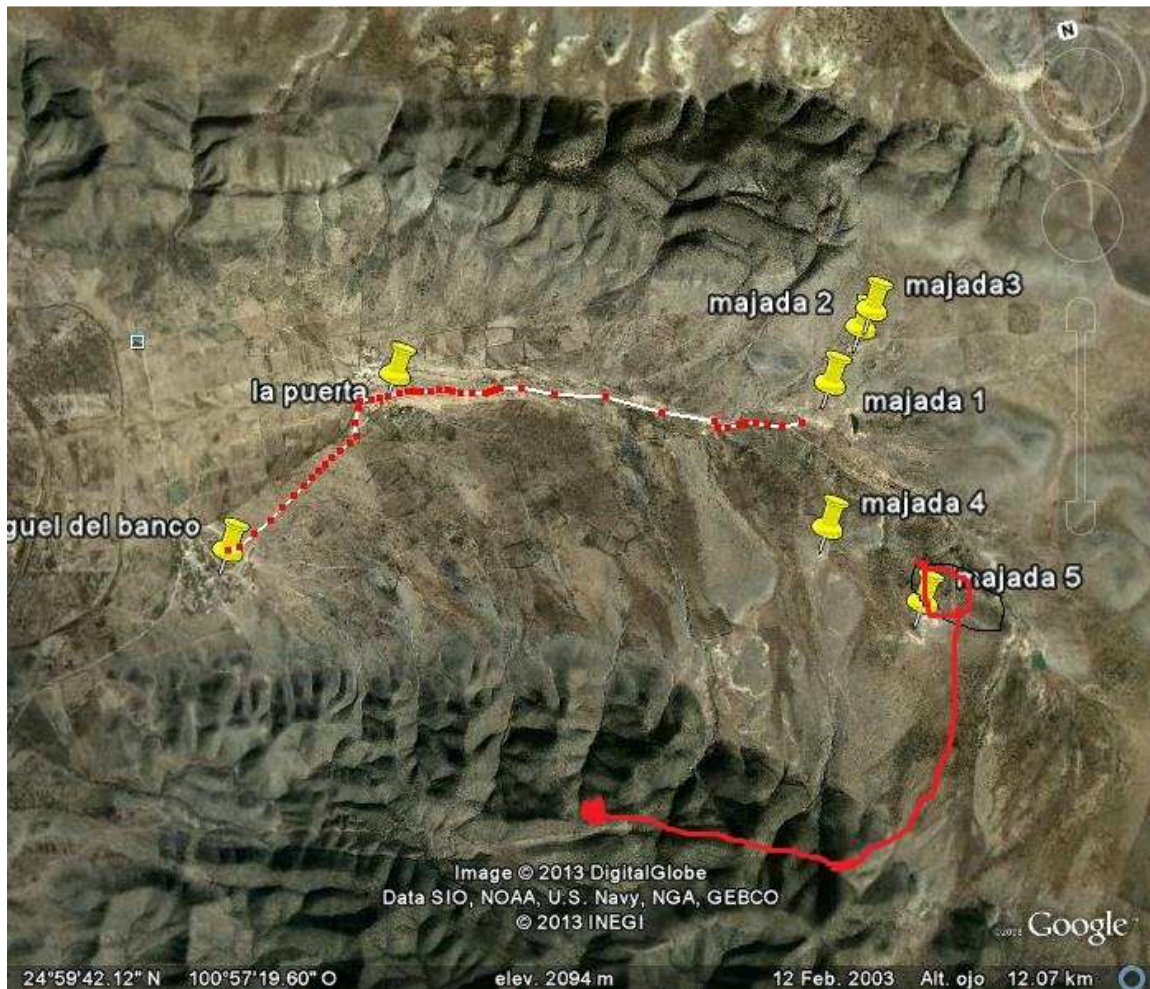 N
majada3
majada 2
la puerta
majada 1
guel del banco
majada 4
majada 5
Image © 2013 DigitalGlobe
Data SIO, NOAA, U.S. Navy, NGA, GEBCO
© 2013 INEGI
Google
24°59'42.12" N 100°57'19.60" O elev. 2094 m 12 Feb. 2003 Alt. ojo 12.07 km